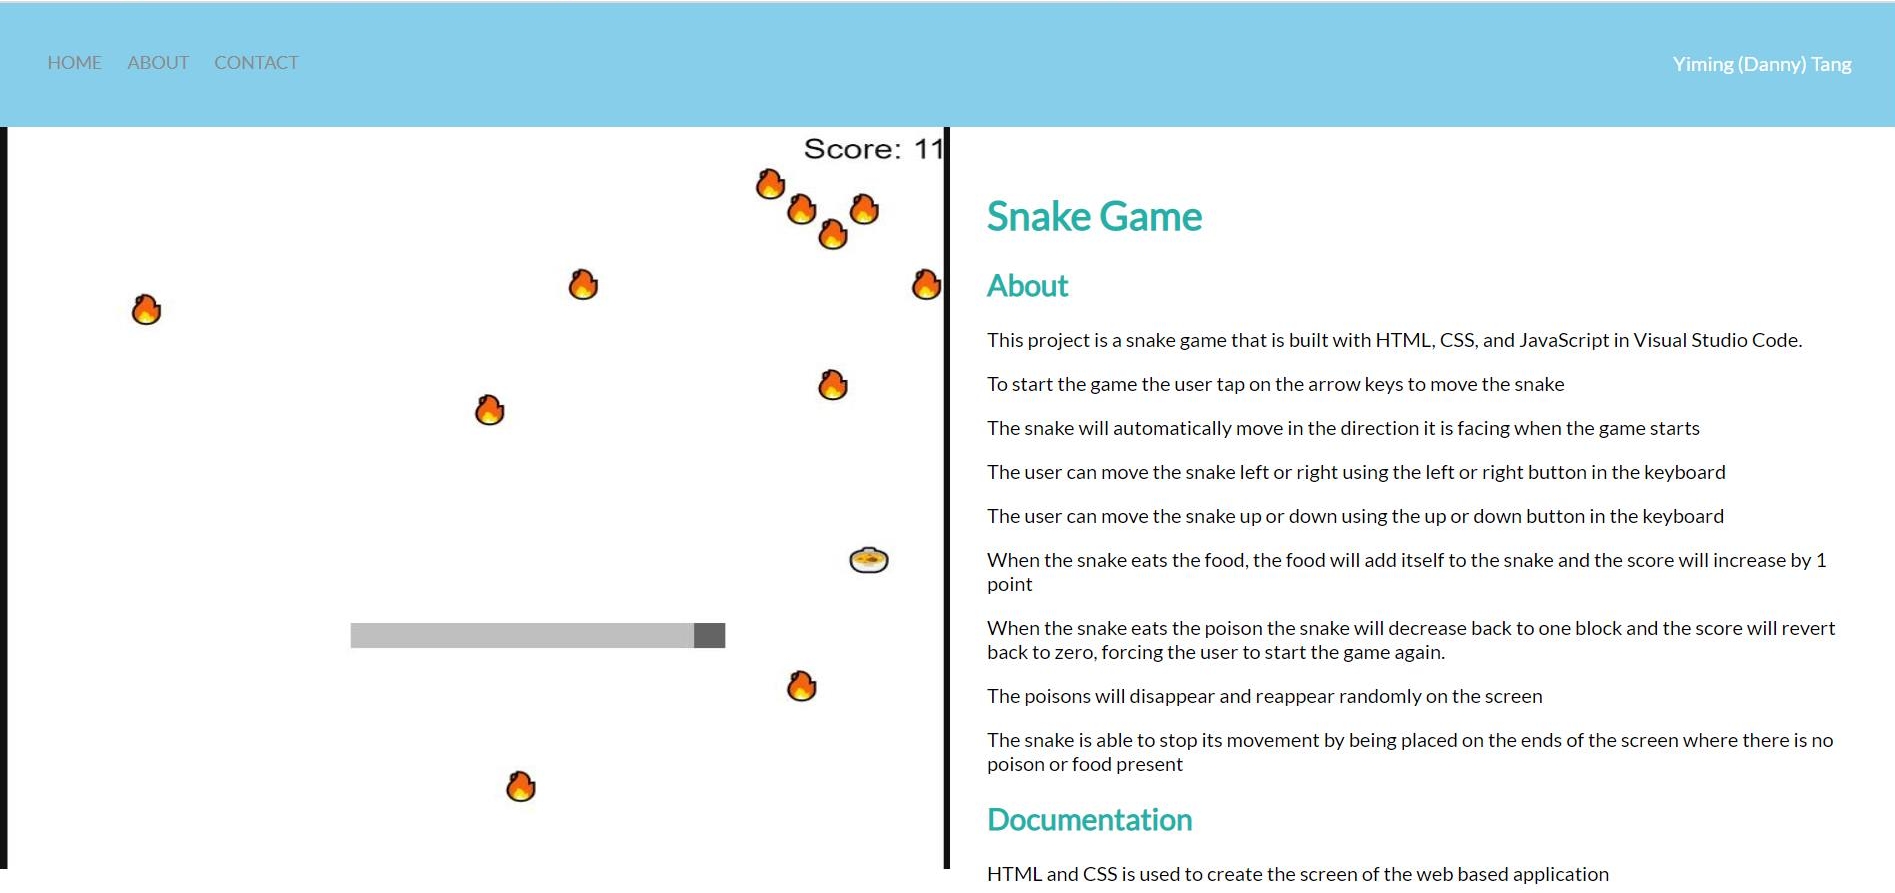 HOME ABOUT CONTACT
Yiming (Danny) Tang
Score: 11
Snake Game
About
This project is a snake game that is built with HTML, CSS, and JavaScript in Visual Studio Code.
To start the game the user tap on the arrow keys to move the snake
The snake will automatically move in the direction it is facing when the game starts
The user can move the snake left or right using the left or right button in the keyboard
The user can move the snake up or down using the up or down button in the keyboard
When the snake eats the food, the food will add itself to the snake and the score will increase by 1
point
When the snake eats the poison the snake will decrease back to one block and the score will revert
back to zero, forcing the user to start the game again.
The poisons will disappear and reappear randomly on the screen
The snake is able to stop its movement by being placed on the ends of the screen where there is no
poison or food present
Documentation
HTML and CSS is used to create the screen of the web based application